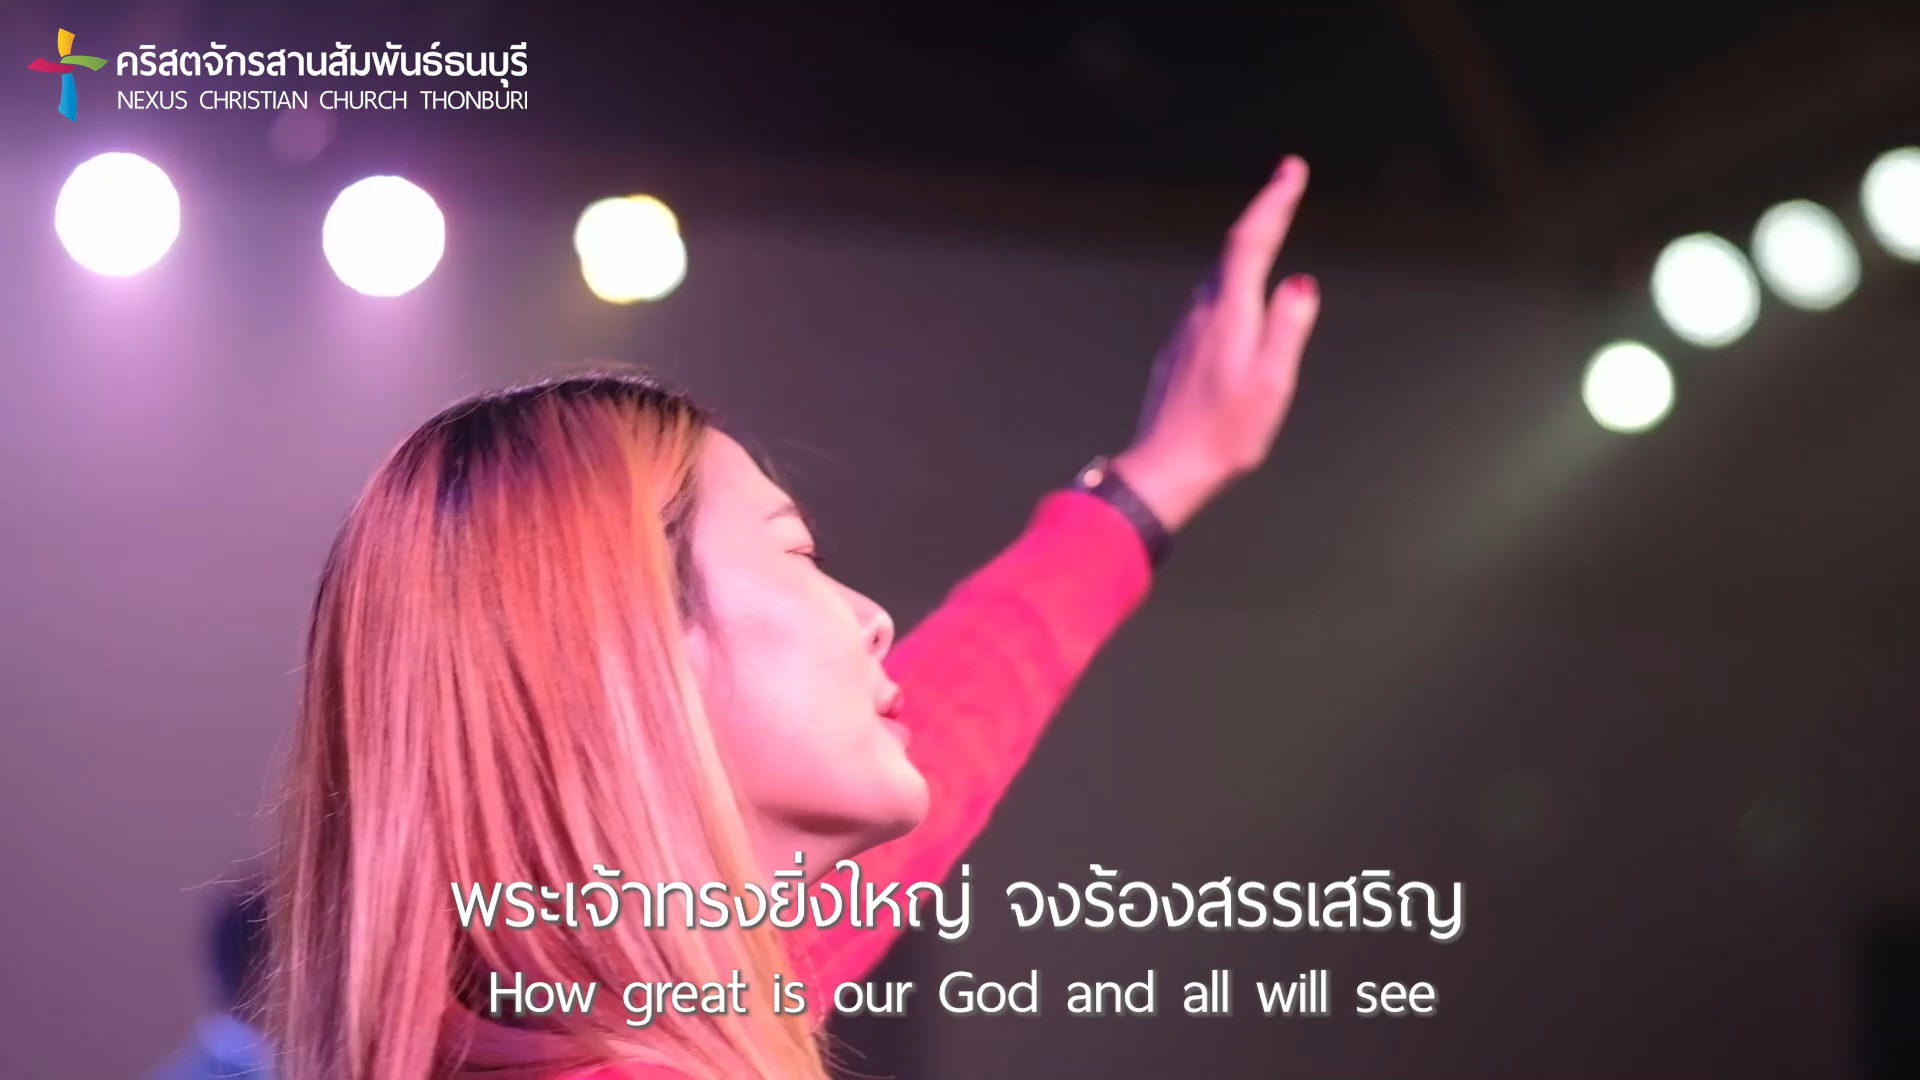 คริสตจักรสานสัมพันธ์ธนบุรี
NEXUS CHRISTIAN CHURCH THONBURI
พระเจ้าทรงยิ่งใหญ่ จงร้องสรรเสริญ
How great is our God and all will see